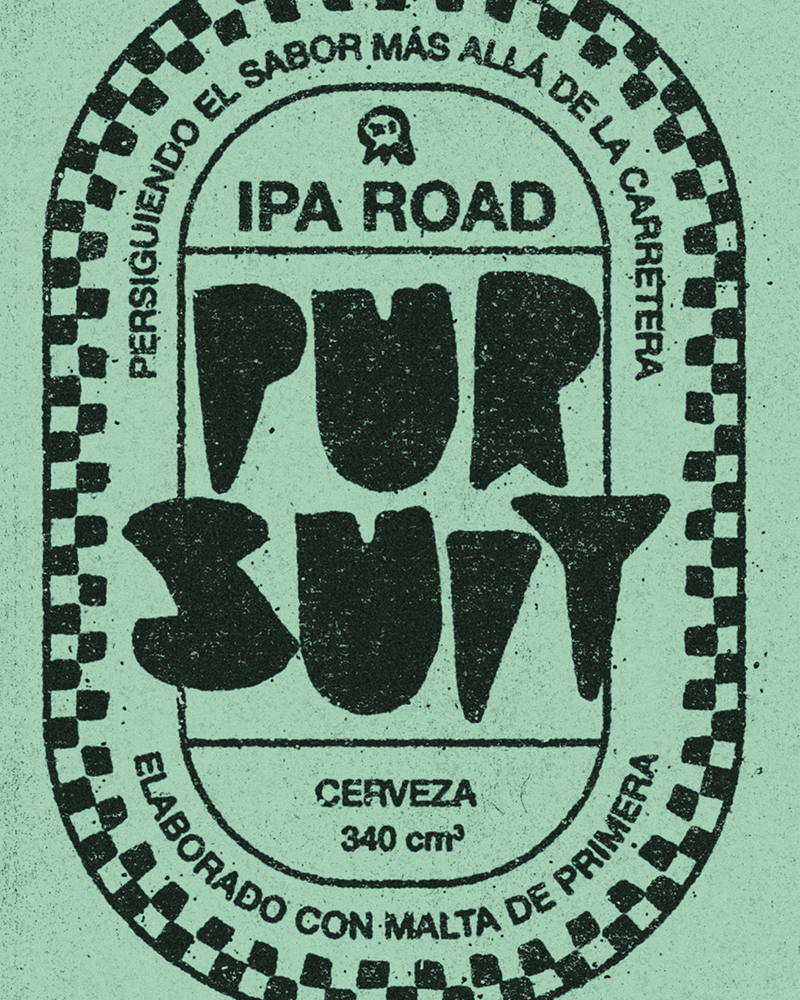 PERSIGUIENDO EL SABOR MÁS ALLÁ DE LA CARRETERA
IPA ROAD
PUR
SUIT
CERVEZA
340 cm³
ELABORADO CON MALTA DE PRIMERA